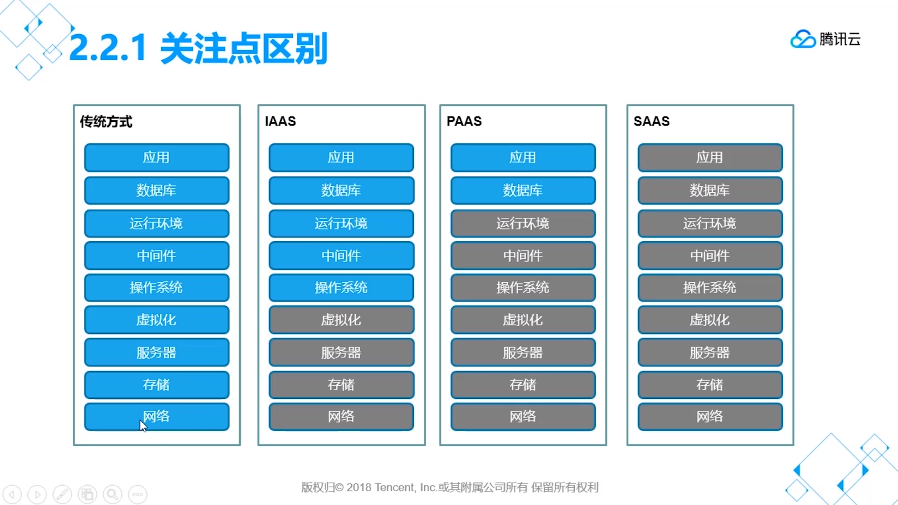 2.2.1 关注点区别
腾讯云
传统方式
应用
数据库
运行环境
中间件
操作系统
虚拟化
服务器
存储
网络
IAAS
应用
数据库
运行环境
中间件
操作系统
虚拟化
服务器
存储
网络
PAAS
应用
数据库
运行环境
中间件
操作系统
虚拟化
服务器
存储
网络
SAAS
应用
数据库
运行环境
中间件
操作系统
虚拟化
服务器
存储
网络
版权归© 2018 Tencent, Inc.或其附属公司所有 保留所有权利